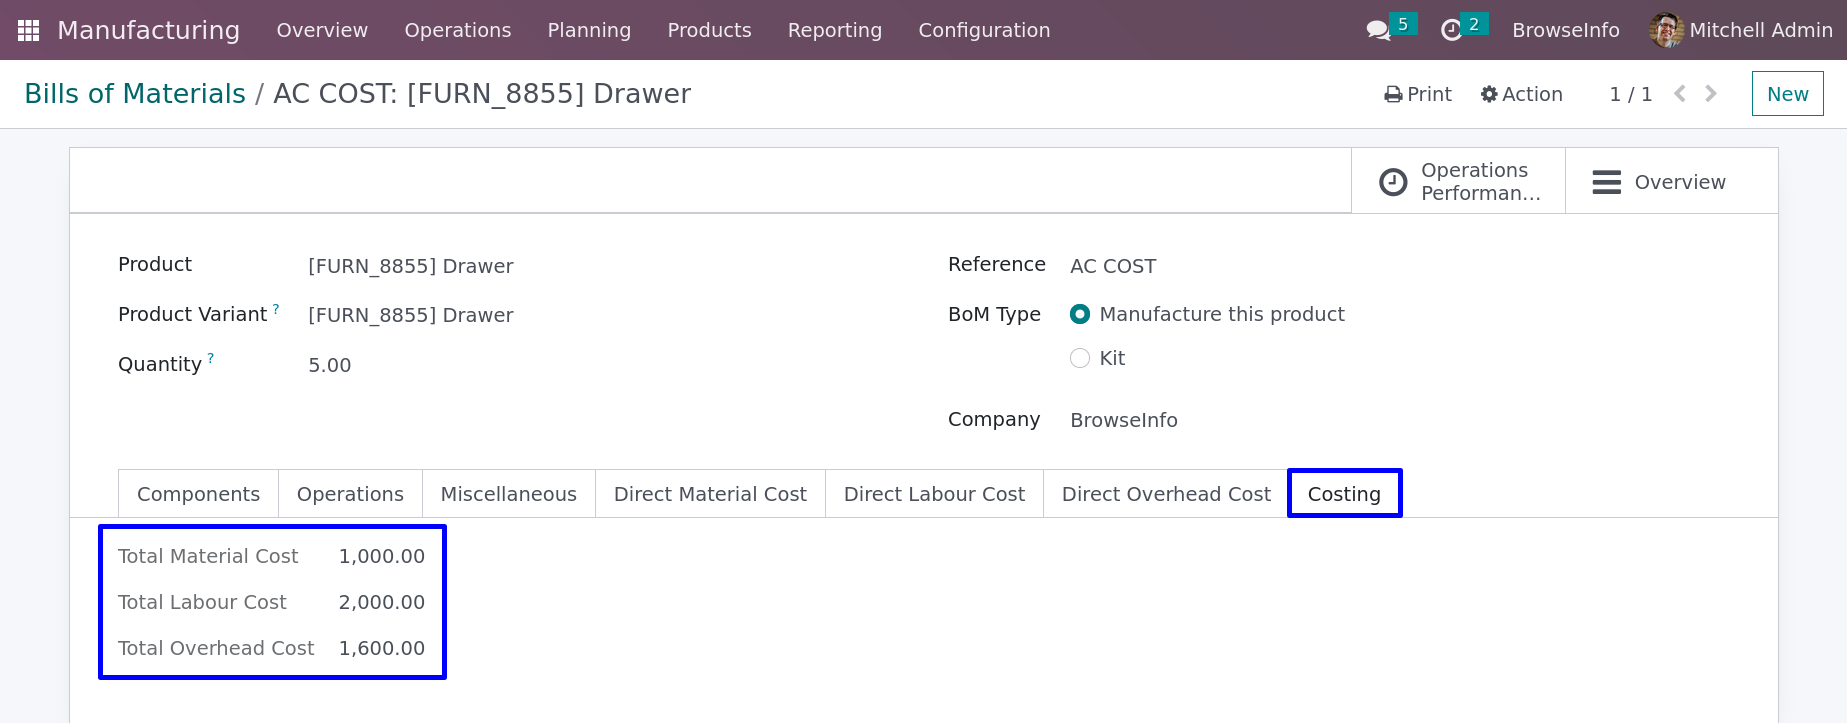 Manufacturing Overview Operations Planning Products Reporting Configuration 5 2 BrowseInfo Mitchell Admin
Bills of Materials / AC COST: [FURN_8855] Drawer Print Action 1 / 1 New
Operations
Performan...
Overview
Product [FURN_8855] Drawer
Reference AC COST
Product Variant ? [FURN_8855] Drawer
BoM Type Manufacture this product
Quantity ? 5.00
Kit
Company BrowseInfo
Components Operations Miscellaneous Direct Material Cost Direct Labour Cost Direct Overhead Cost Costing
Total Material Cost 1,000.00
Total Labour Cost 2,000.00
Total Overhead Cost 1,600.00